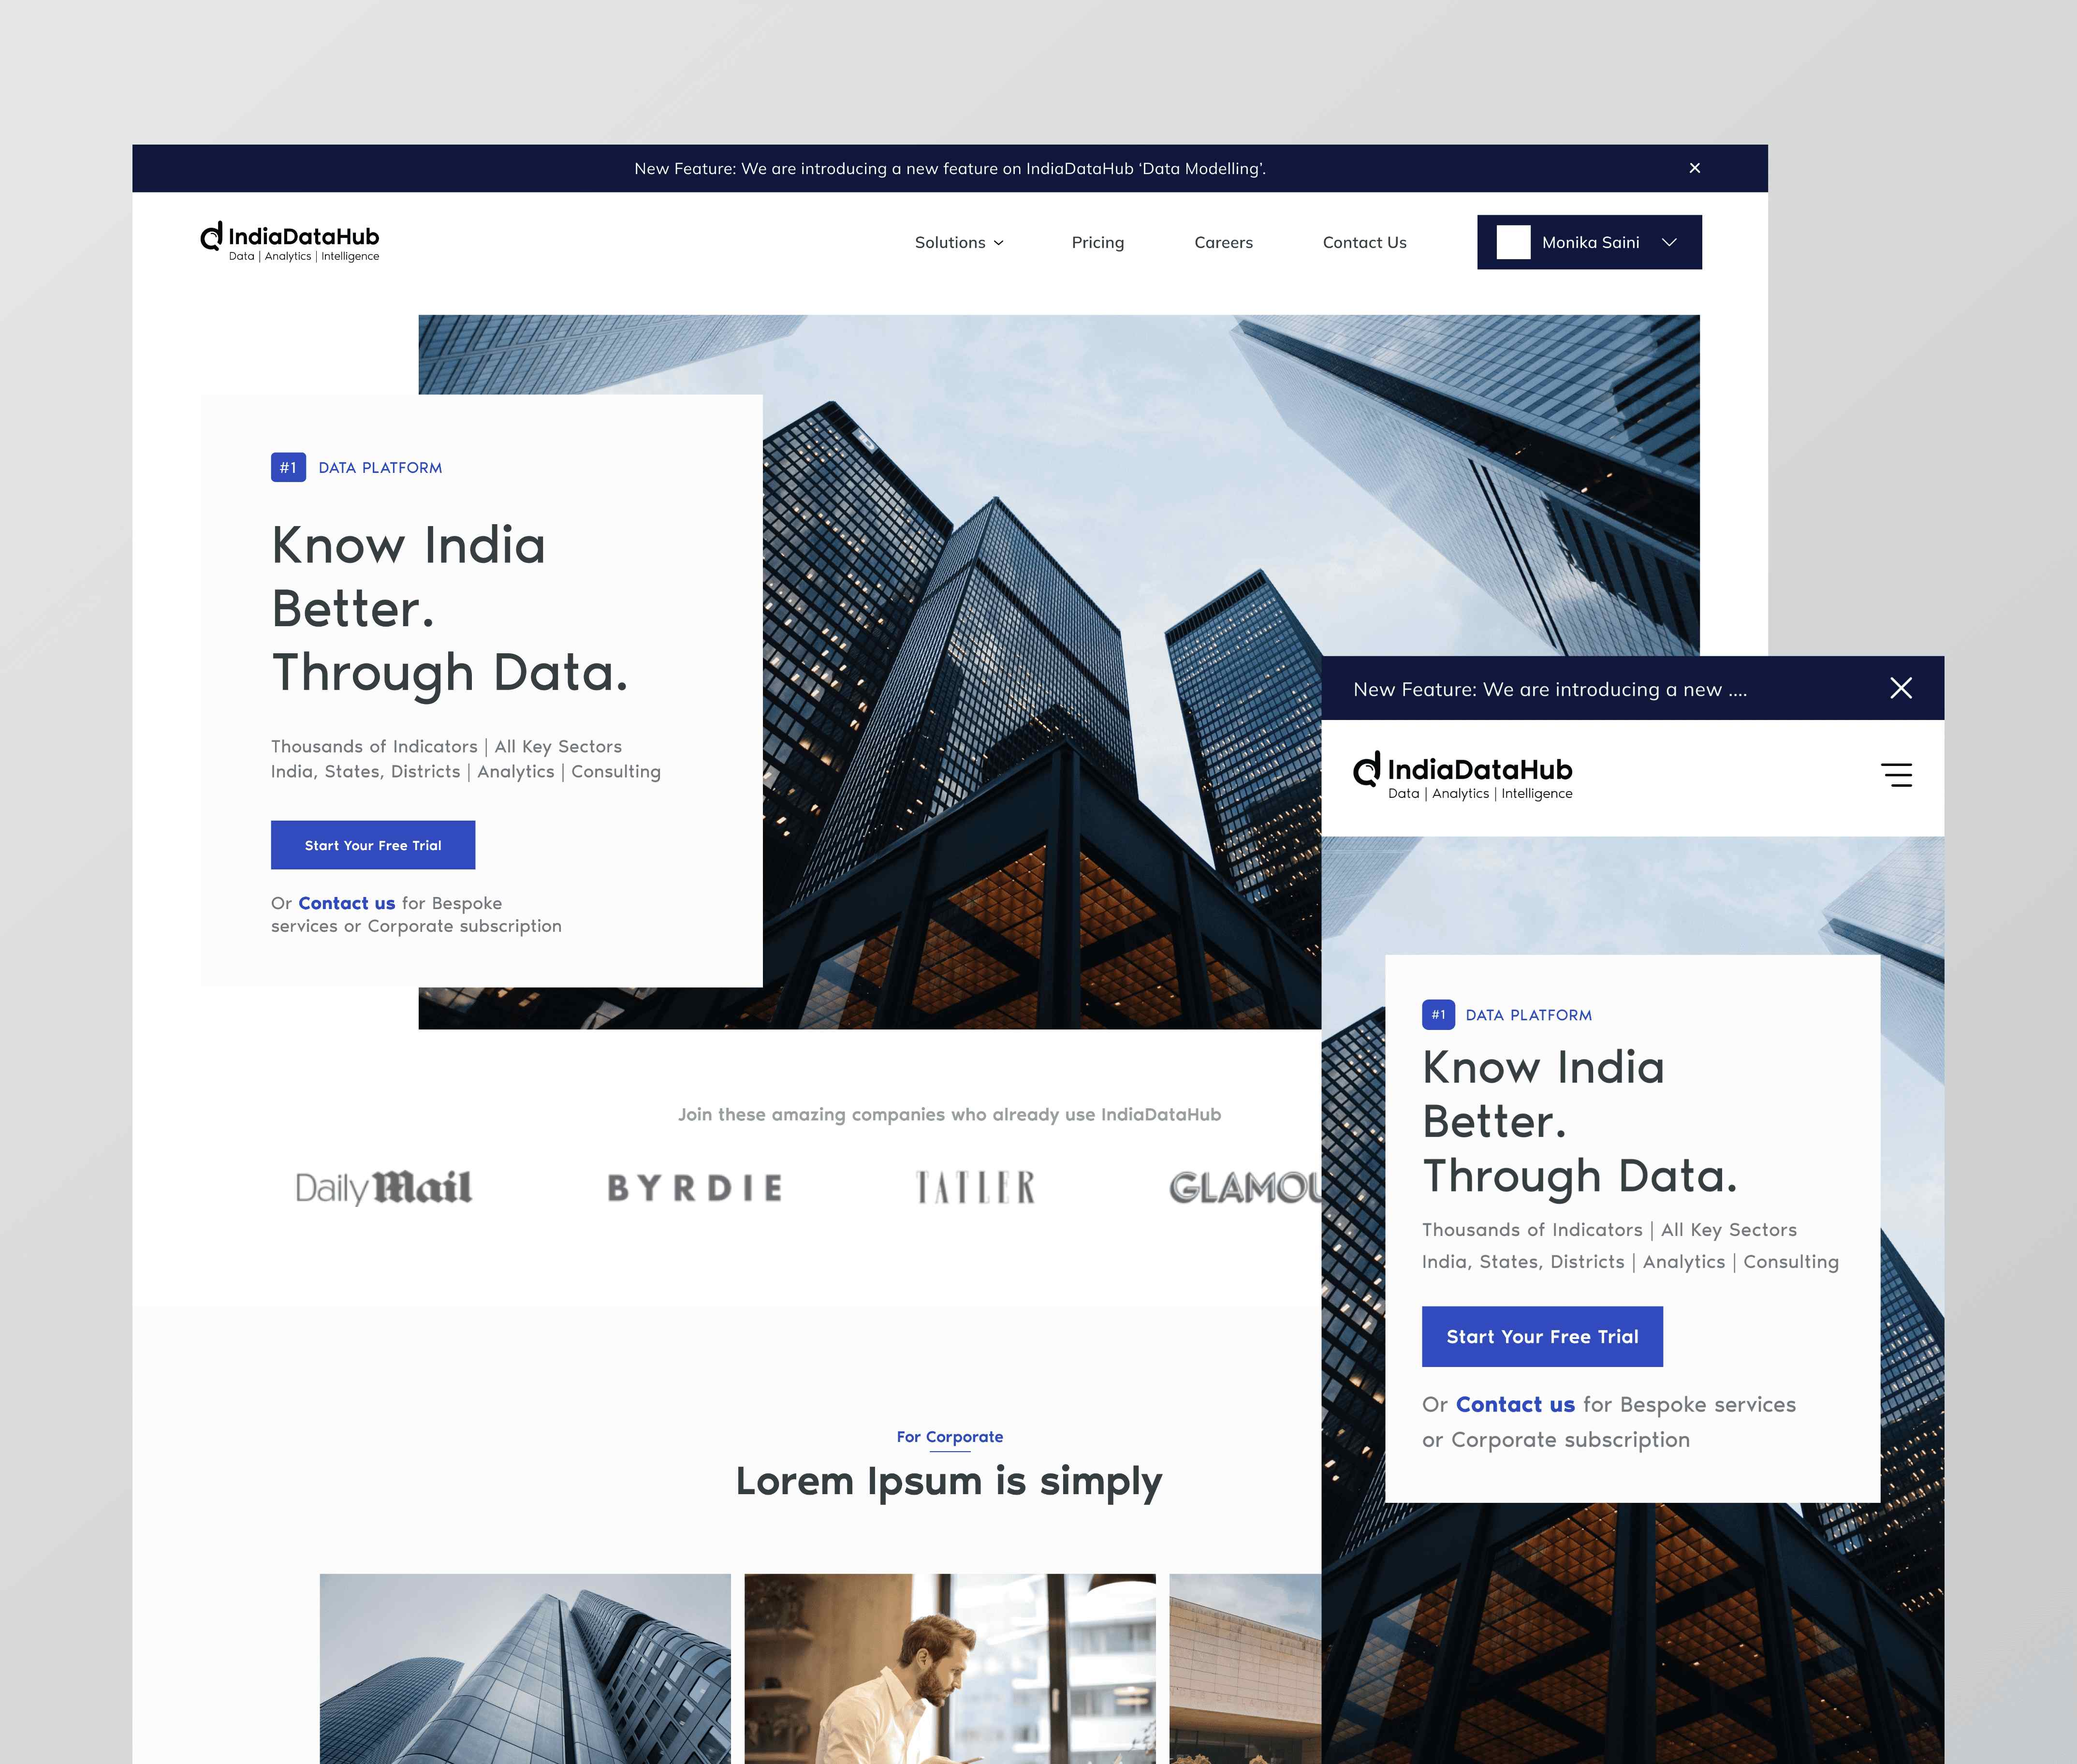 New Feature: We are introducing a new feature on IndiaDataHub ‘Data Modelling’.
IndiaDataHub
Data | Analytics | Intelligence
Solutions
Pricing
Careers
Contact Us
Monika Saini
#1 DATA PLATFORM
Know India
Better.
Through Data.
Thousands of Indicators | All Key Sectors
India, States, Districts | Analytics | Consulting
Start Your Free Trial
Or Contact us for Bespoke
services or Corporate subscription
Join these amazing companies who already use IndiaDataHub
Daily Mail
BYRDIE
TATLER
GLAMOU
For Corporate
Lorem Ipsum is simply
New Feature: We are introducing a new ....
IndiaDataHub
Data | Analytics | Intelligence
#1 DATA PLATFORM
Know India
Better.
Through Data.
Thousands of Indicators | All Key Sectors
India, States, Districts | Analytics | Consulting
Start Your Free Trial
Or Contact us for Bespoke services
or Corporate subscription